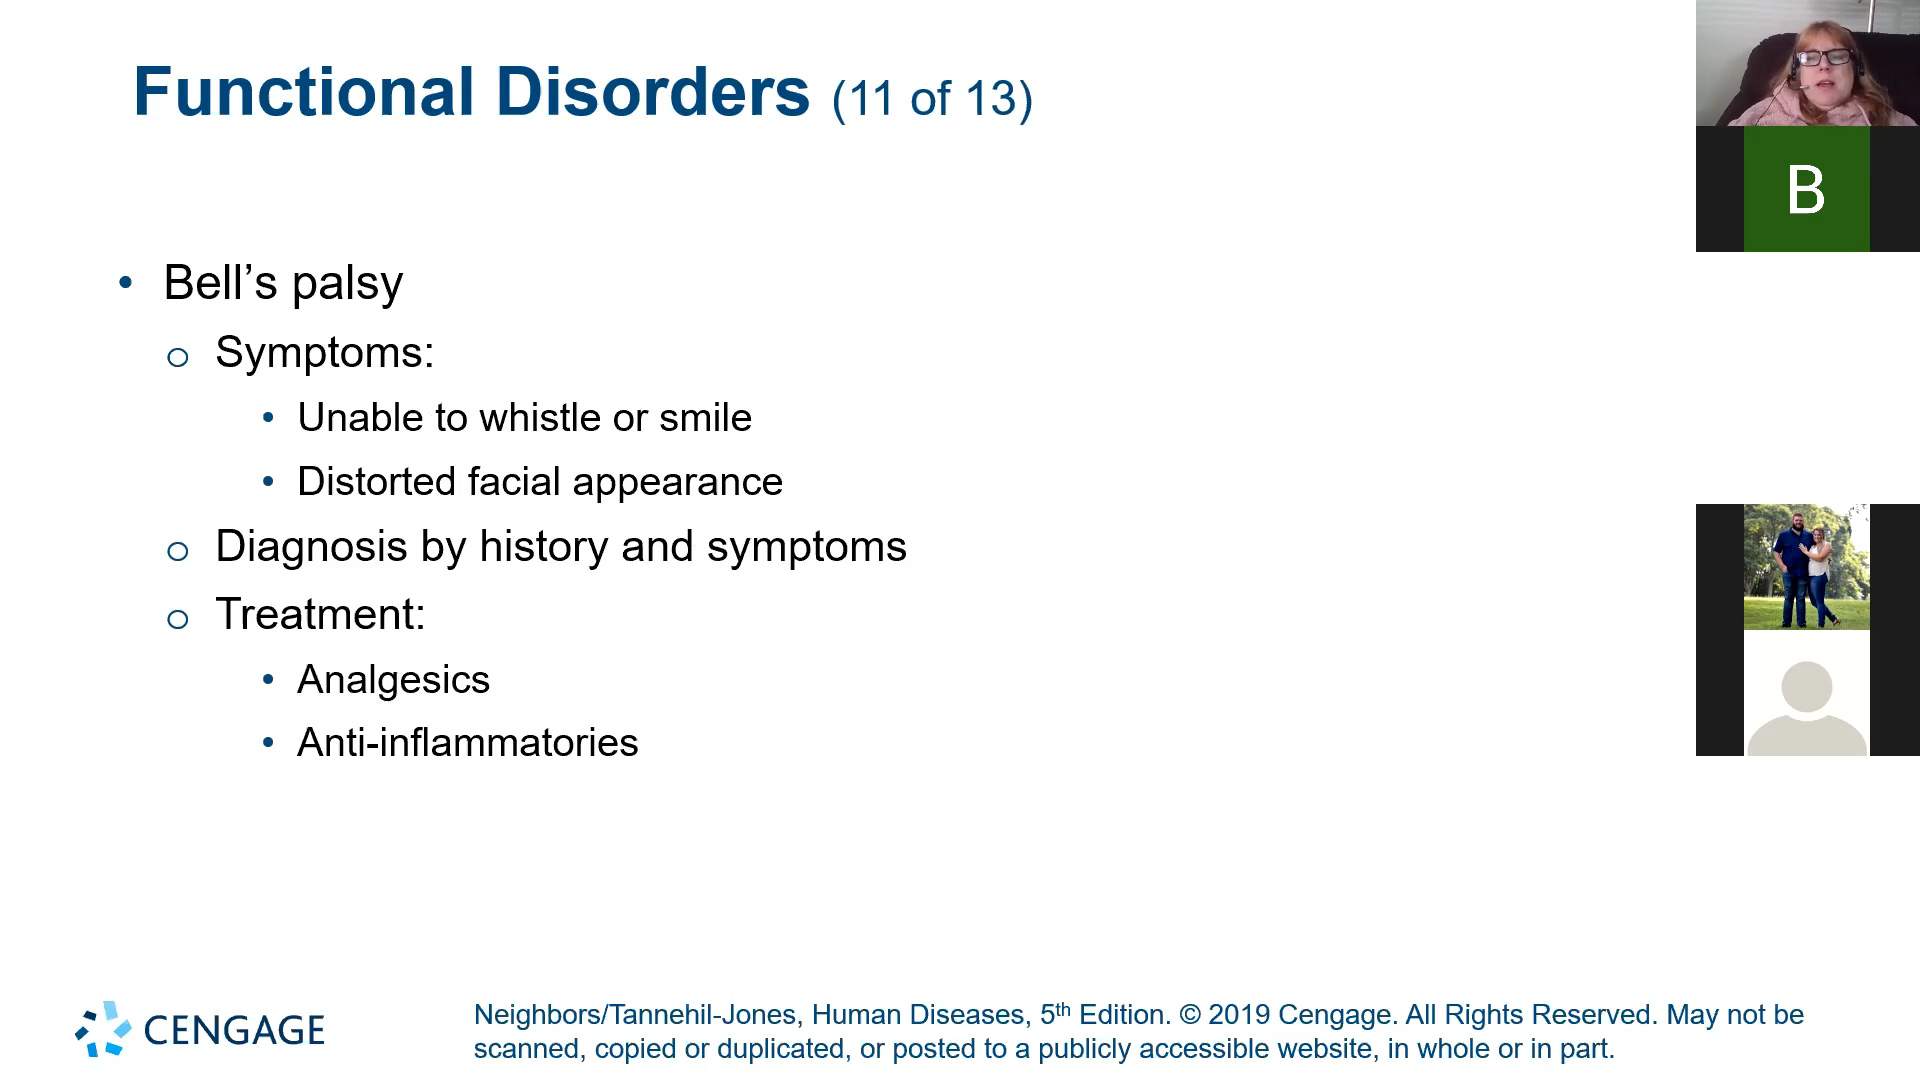 Functional Disorders (11 of 13)
B
• Bell’s palsy
o Symptoms:
• Unable to whistle or smile
• Distorted facial appearance
o Diagnosis by history and symptoms
o Treatment:
• Analgesics
• Anti-inflammatories
CENGAGE
Neighbors/Tannehil-Jones, Human Diseases, 5th Edition. © 2019 Cengage. All Rights Reserved. May not be
scanned, copied or duplicated, or posted to a publicly accessible website, in whole or in part.